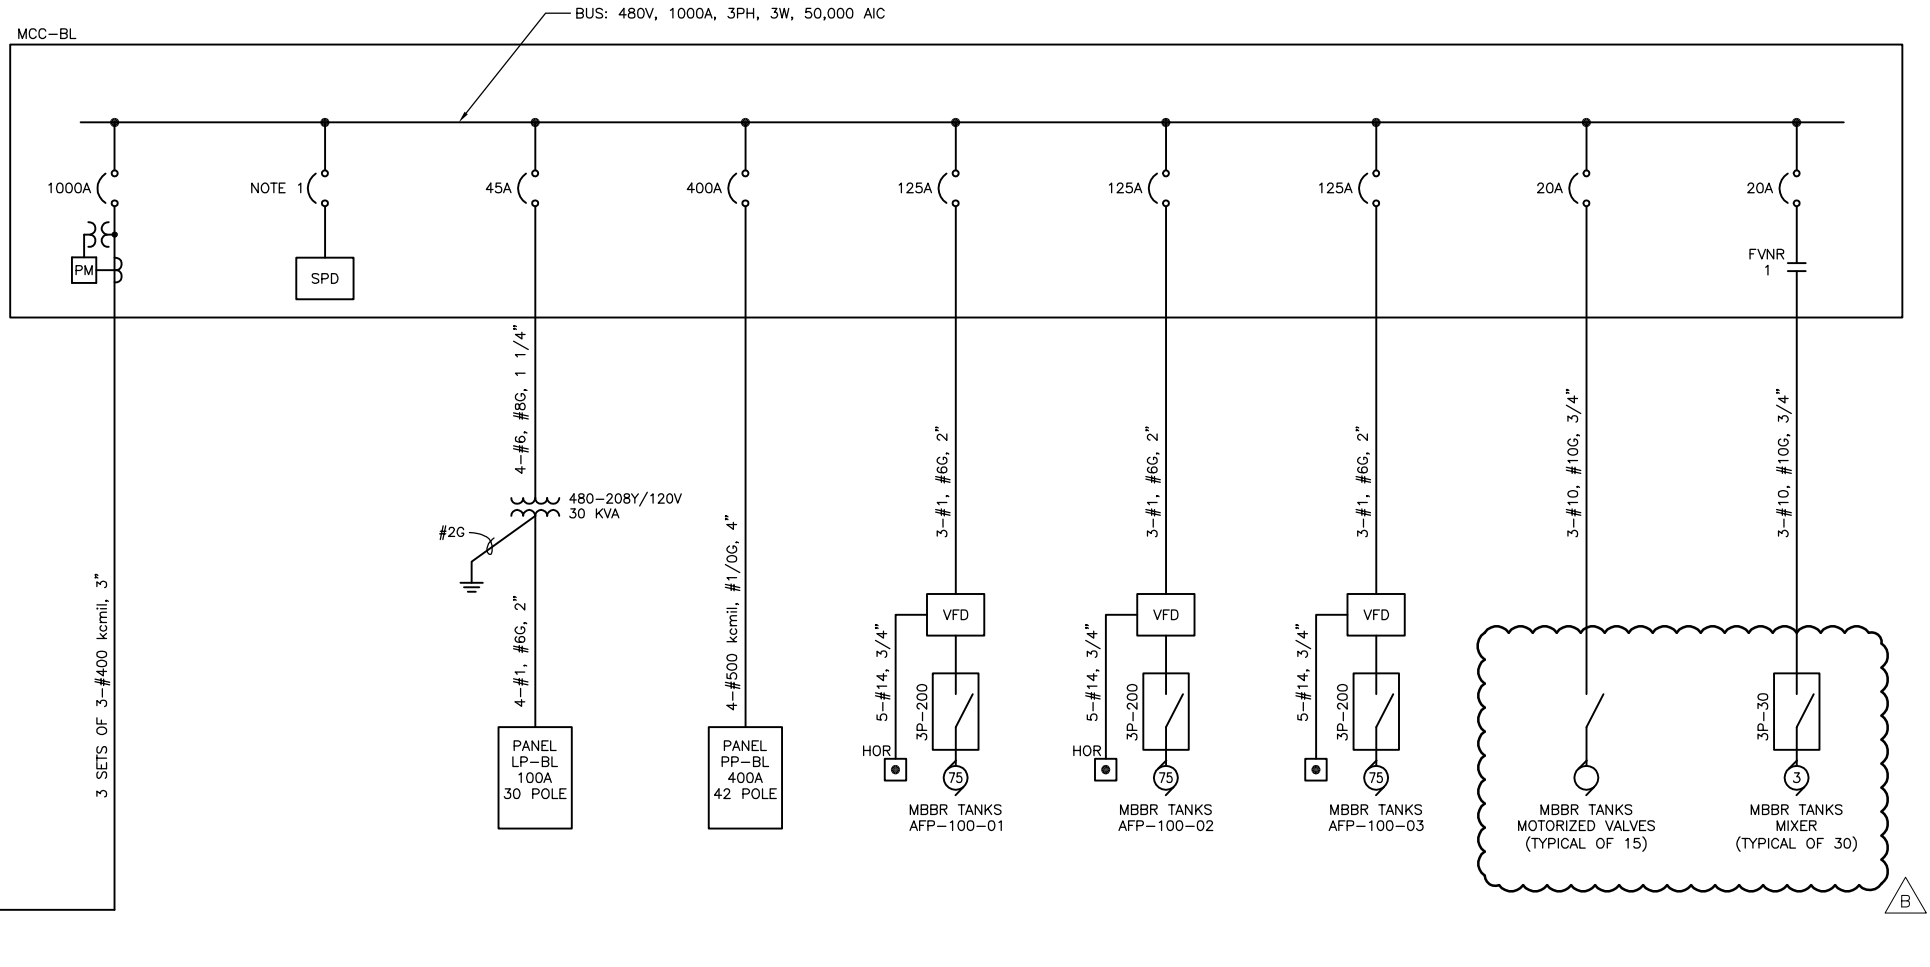 BUS: 480V, 1000A, 3PH, 3W, 50,000 AIC
MCC-BL
1000A
NOTE 1
45A
400A
125A
125A
125A
20A
20A
PM
SPD
FVNR
1
4-#6, #8G, 1 1/4"
3-#1, #6G, 2"
3-#1, #6G, 2"
3-#1, #6G, 2"
3-#10, #10G, 3/4"
3-#10, #10G, 3/4"
480-208Y/120V
30 KVA
#2G
3 SETS OF 3-#400 kcmil, 3"
4-#1, #6G, 2"
4-#500 kcmil, #1/0G, 4"
VFD
VFD
VFD
5-#14, 3/4"
5-#14, 3/4"
5-#14, 3/4"
3P-200
3P-200
3P-200
3P-30
HOR
HOR
PANEL
LP-BL
100A
30 POLE
PANEL
PP-BL
400A
42 POLE
75
75
75
3
MBBR TANKS
AFP-100-01
MBBR TANKS
AFP-100-02
MBBR TANKS
AFP-100-03
MBBR TANKS
MOTORIZED VALVES
(TYPICAL OF 15)
MBBR TANKS
MIXER
(TYPICAL OF 30)
B